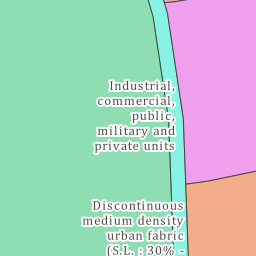 Industrial,
commercial,
public,
military and
private units
Discontinuous
medium density
urban fabric
(S.L. : 30% -